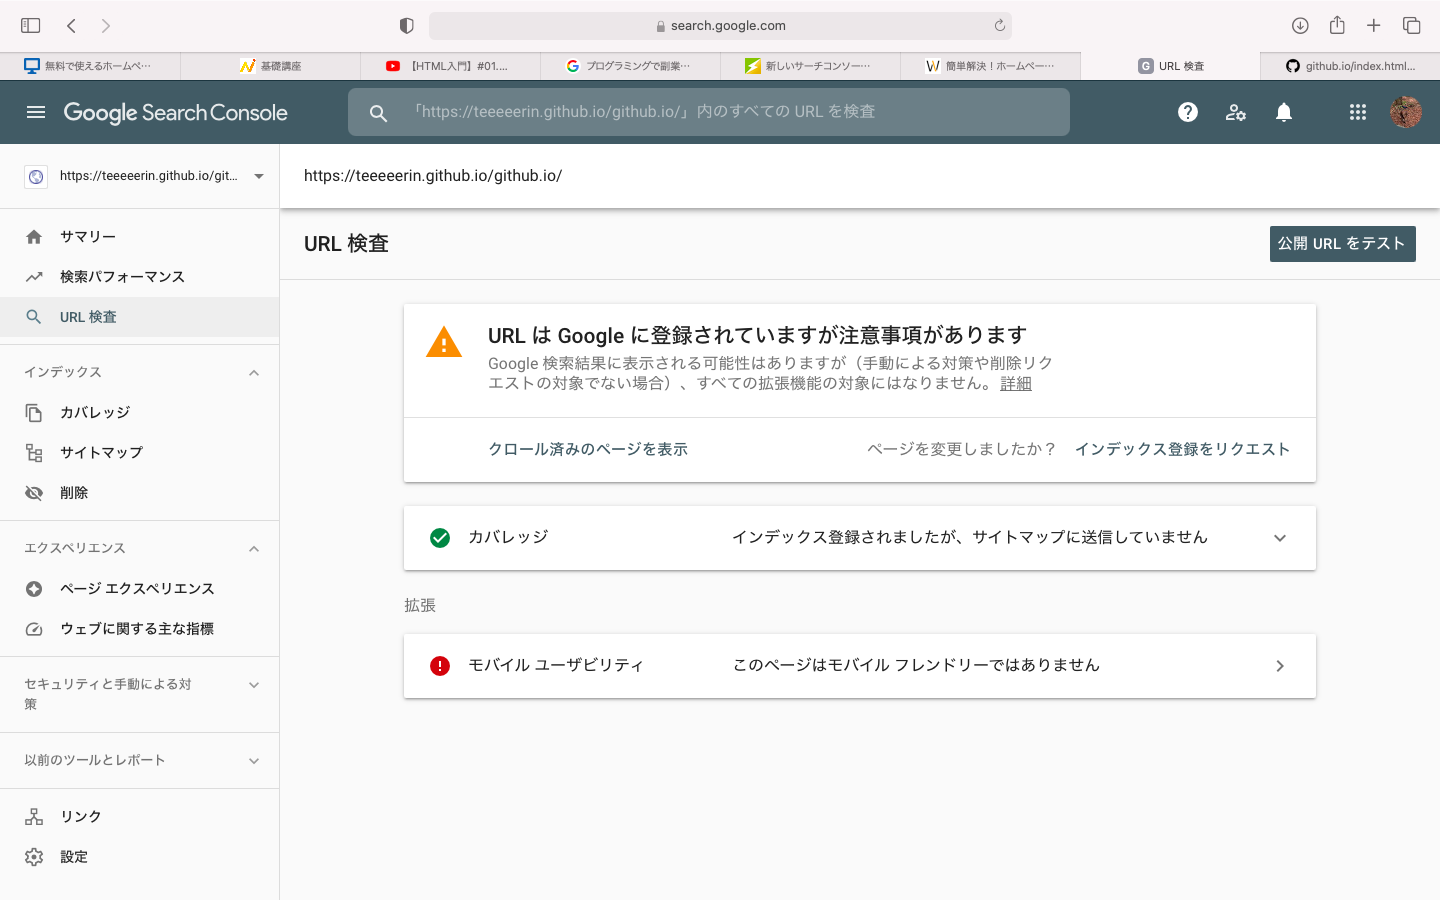 search.google.com
無料で使えるホームペ…
基礎講座
【HTML入門】#01....
プログラミングで副業…
新しいサーチコンソー…
簡単解決！ホームペー…
G URL 検査
github.io/index.html...
Google Search Console
「https://teeeeerin.github.io/github.io/」内のすべての URL を検査
https://teeeeerin.github.io/git...
https://teeeeerin.github.io/github.io/
サマリー
検索パフォーマンス
URL 検査
インデックス
カバレッジ
サイトマップ
削除
エクスペリエンス
ページ エクスペリエンス
ウェブに関する主な指標
セキュリティと手動による対
策
以前のツールとレポート
リンク
設定
URL 検査
公開 URL をテスト
URL は Google に登録されていますが注意事項があります
Google 検索結果に表示される可能性はありますが（手動による対策や削除リク
エストの対象でない場合）、すべての拡張機能の対象にはなりません。詳細
クロール済みのページを表示
ページを変更しましたか？ インデックス登録をリクエスト
カバレッジ インデックス登録されましたが、サイトマップに送信していません
拡張
モバイル ユーザビリティ このページはモバイル フレンドリーではありません